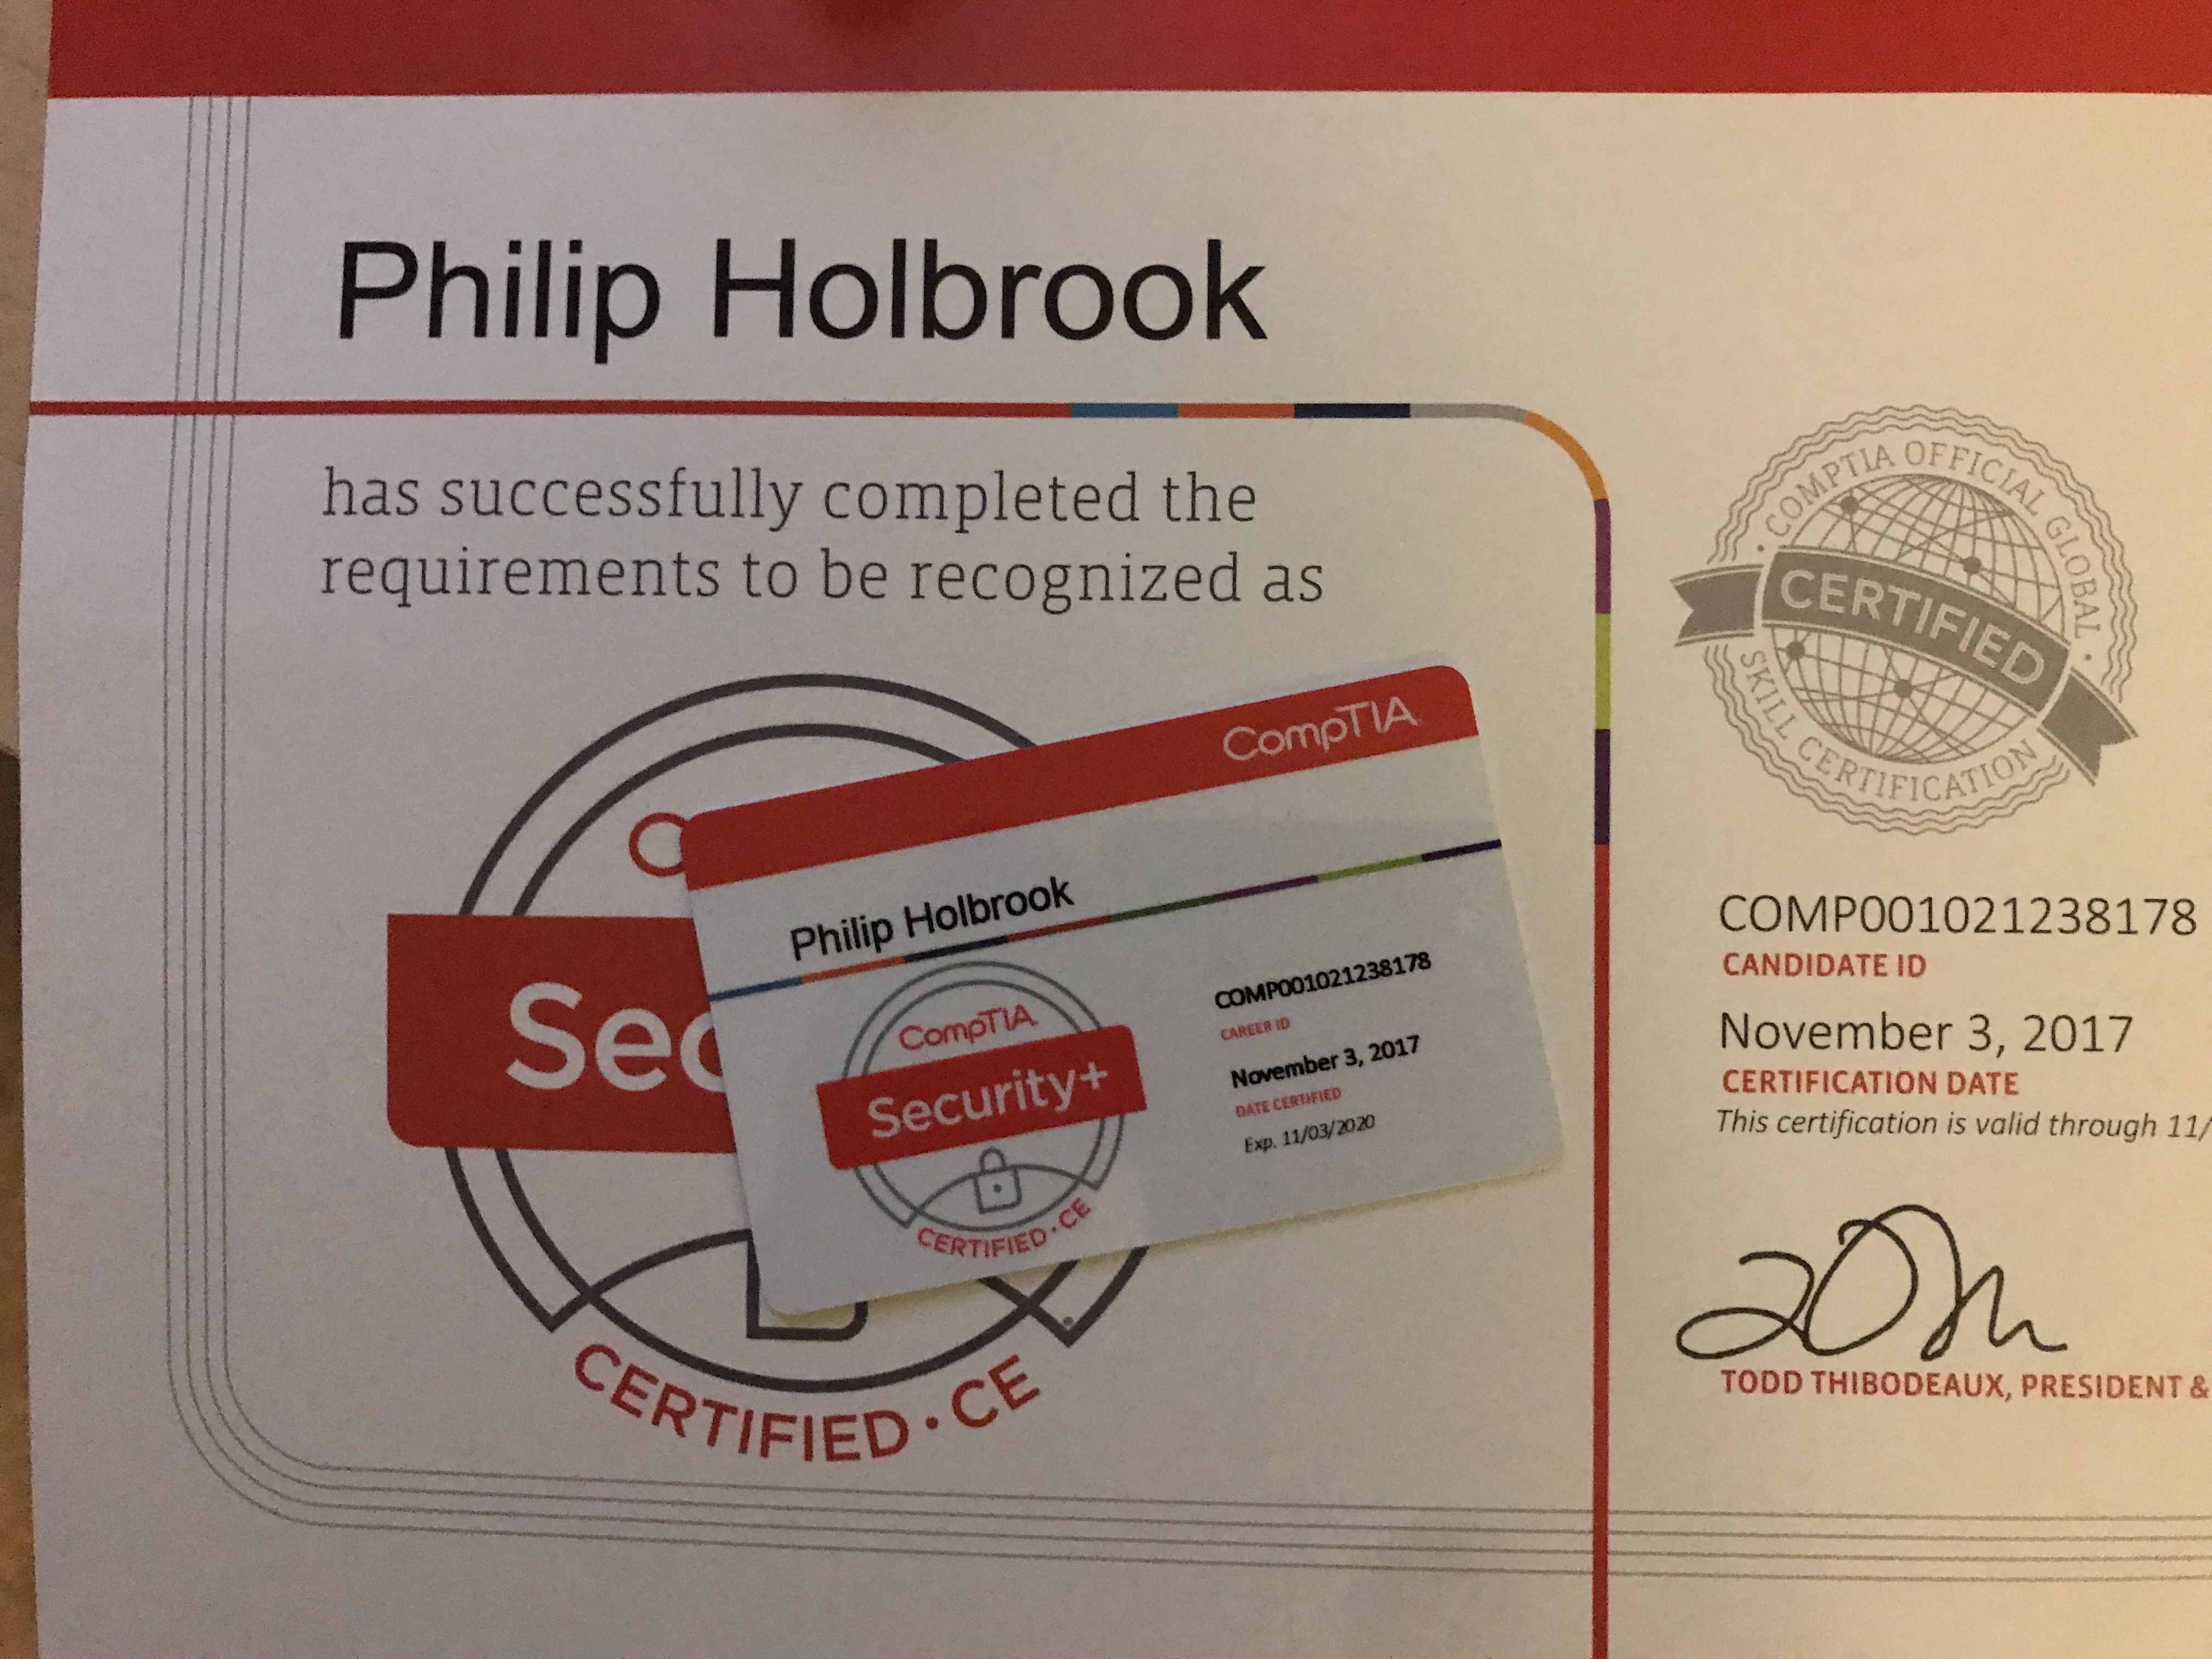 Philip Holbrook
has successfully completed the
requirements to be recognized as
Sec
CERTIFIED · CE
CompTIA
Philip Holbrook
CompTIA
Security+
CERTIFIED · CE
COMP001021238178
CAREER ID
November 3, 2017
DATE CERTIFIED
Exp. 11/03/2020
COMPTIA OFFICIAL GLOBAL
CERTIFIED
SKILL CERTIFICATION
COMP001021238178
CANDIDATE ID
November 3, 2017
CERTIFICATION DATE
This certification is valid through 11/
TODD THIBODEAUX, PRESIDENT &